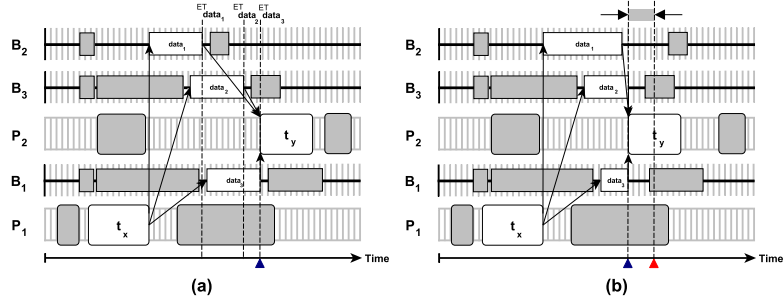 ET data1
ET data2
ET data3
B2
data1
B3
data2
P2
ty
B1
data3
P1
tx
Time
(a)
B2
data1
B3
data2
P2
ty
B1
data3
P1
tx
Time
(b)